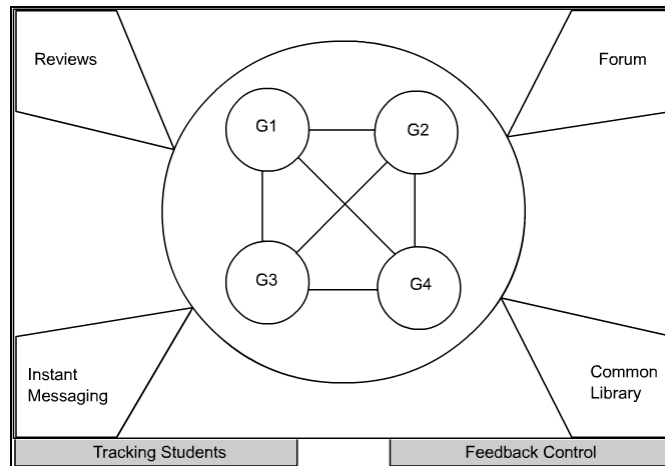 Reviews
Forum
G1
G2
G3
G4
Instant
Messaging
Common
Library
Tracking Students
Feedback Control